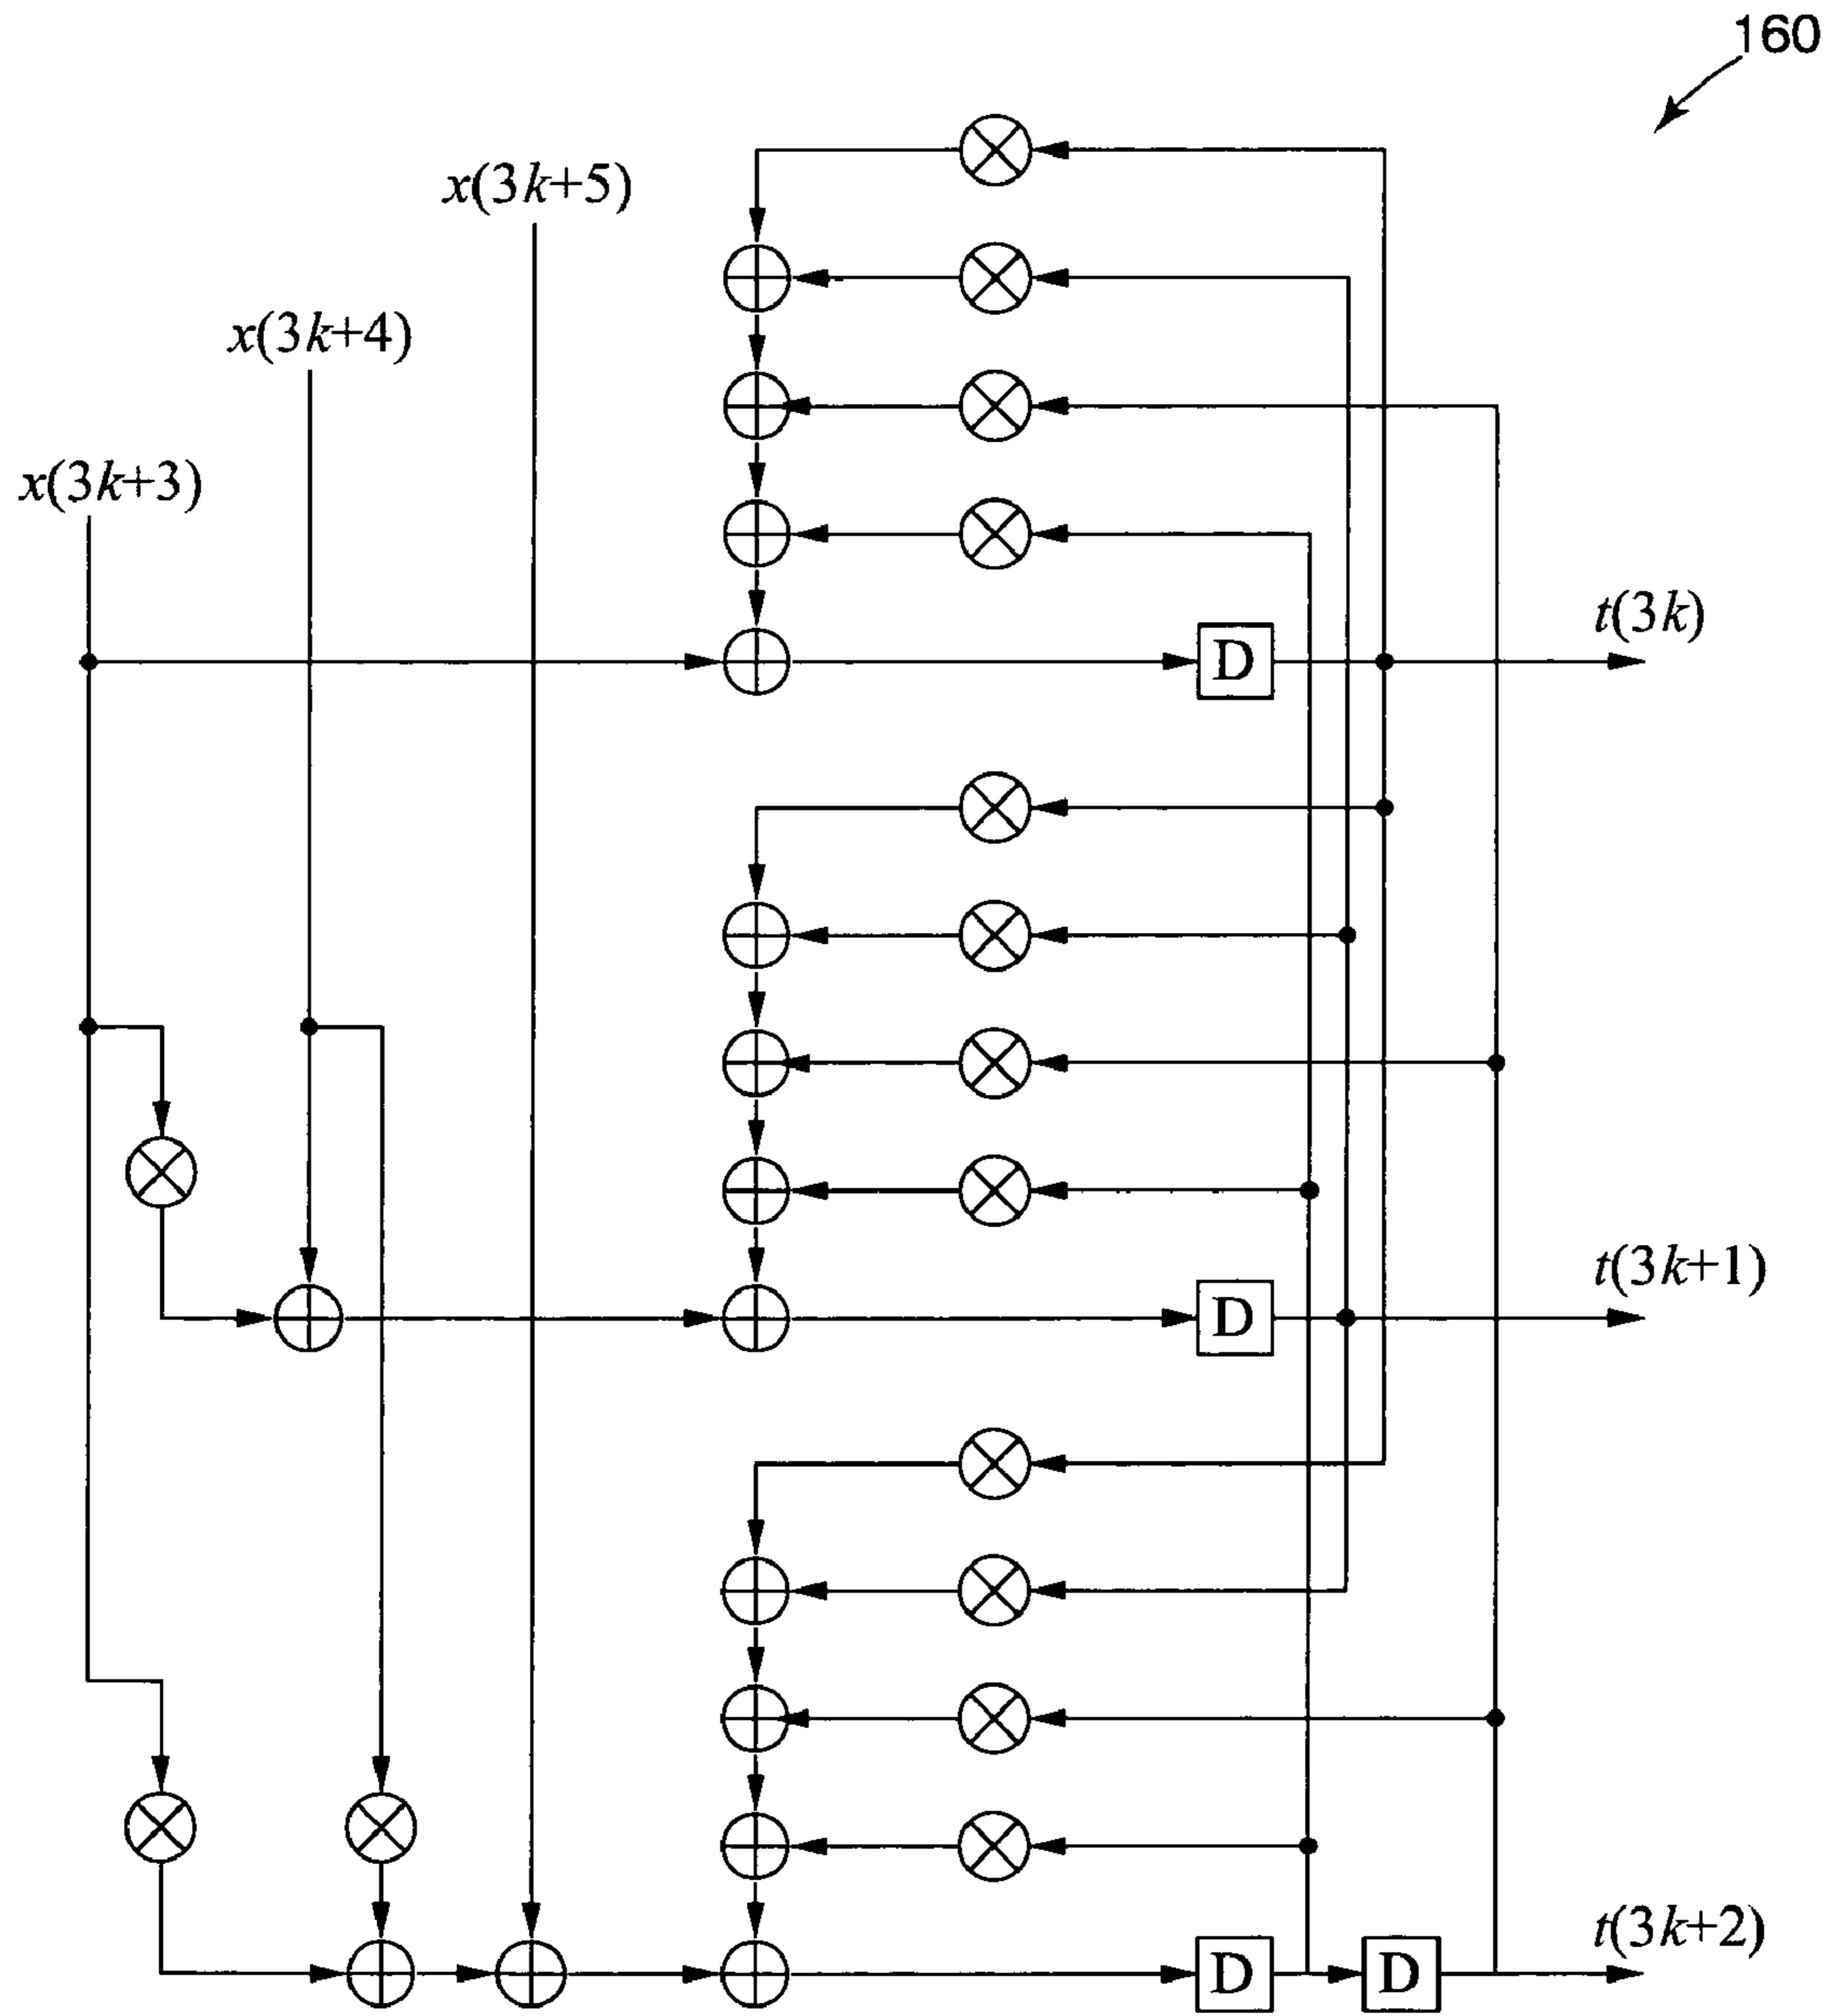 160
x(3k+5)
x(3k+4)
x(3k+3)
t(3k)
D
t(3k+1)
D
t(3k+2)
D
D